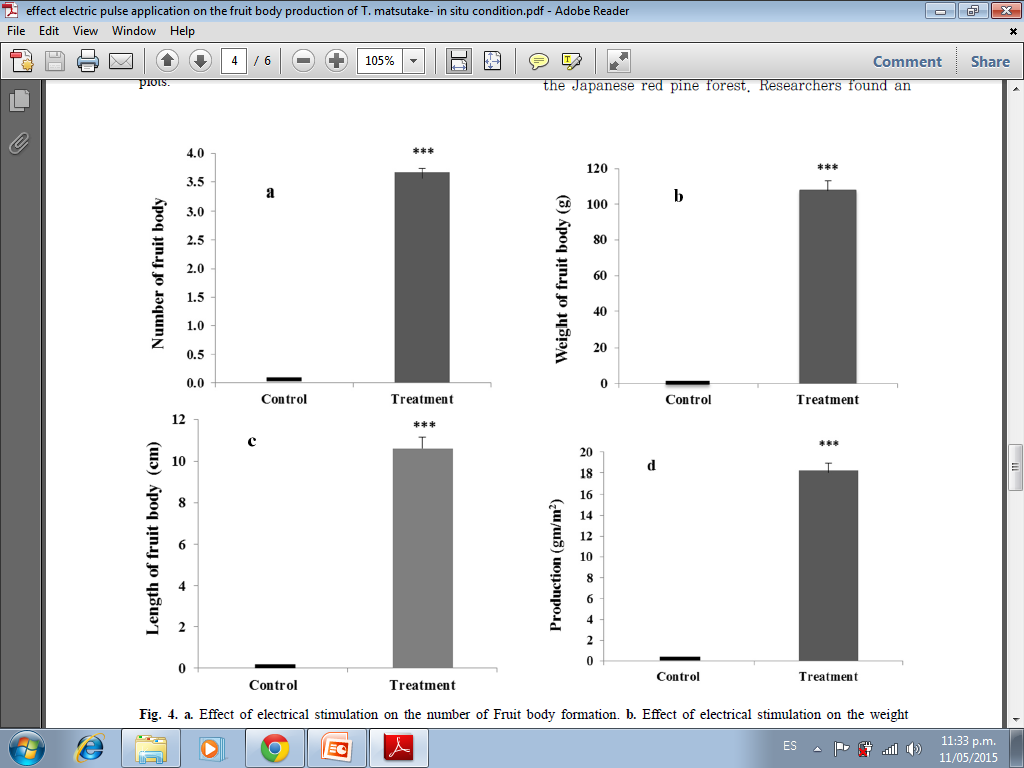 effect electric pulse application on the fruit body production of T. matsutake- in situ condition.pdf - Adobe Reader
File Edit View Window Help
4 / 6 105% Comment Share
plots.
the Japanese red pine forest. Researchers found an
Number of fruit body
4.0
3.5
3.0
2.5
2.0
1.5
1.0
0.5
0.0
a
***
Control Treatment
Weight of fruit body (g)
120
100
80
60
40
20
0
b
***
Control Treatment
Length of fruit body (cm)
12
10
8
6
4
2
0
c
***
Control Treatment
Production (gm/m²)
20
18
16
14
12
10
8
6
4
2
0
d
***
Control Treatment
Fig. 4. a. Effect of electrical stimulation on the number of Fruit body formation. b. Effect of electrical stimulation on the weight
ES
11:33 p.m.
11/05/2015